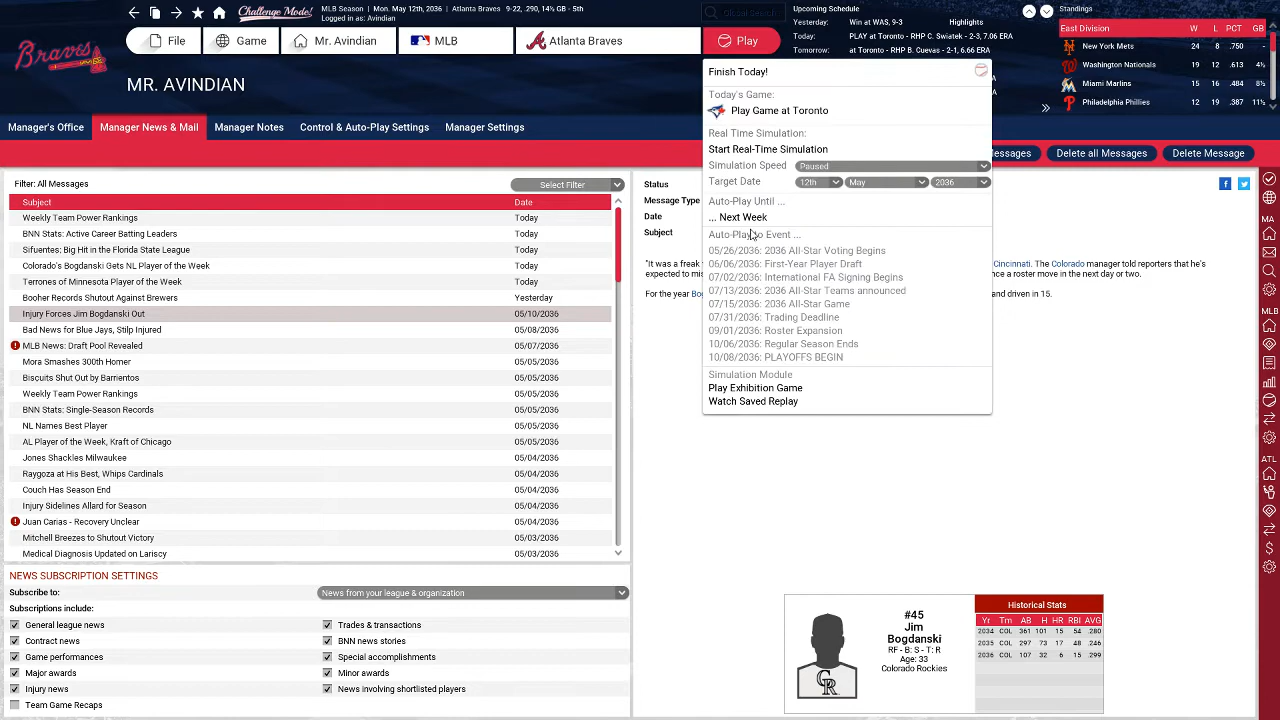 Challenge Mode!
MLB Season - Mon. May 12th, 2036
Atlanta Braves
9-22, .290, 14½ GB - 5th
Logged in as: Avindian
Global Search
File
Game
Mr. Avindian
MLB
Atlanta Braves
Play
Upcoming Schedule
Yesterday: Win at WAS, 9-3 Highlights
Today: PLAY at Toronto - RHP C. Swiatek - 2-3, 7.06 ERA
Tomorrow: at Toronto - RHP B. Cuevas - 2-1, 6.66 ERA
Standings
East Division W L PCT GB
New York Mets 24 8 .750 -
Washington Nationals 19 12 .613 4½
Miami Marlins 15 16 .484 8½
Philadelphia Phillies 12 19 .387 11½
Braves
MR. AVINDIAN
Manager's Office
Manager News & Mail
Manager Notes
Control & Auto-Play Settings
Manager Settings
essages
Delete all Messages
Delete Message
Finish Today!
Today's Game:
Play Game at Toronto
Real Time Simulation:
Start Real-Time Simulation
Simulation Speed Paused
Target Date 12th May 2036
Auto-Play Until ...
... Next Week
Auto-Play to Event ...
05/26/2036: 2036 All-Star Voting Begins
06/06/2036: First-Year Player Draft
07/02/2036: International FA Signing Begins
07/13/2036: 2036 All-Star Teams announced
07/15/2036: 2036 All-Star Game
07/31/2036: Trading Deadline
09/01/2036: Roster Expansion
10/06/2036: Regular Season Ends
10/08/2036: PLAYOFFS BEGIN
Simulation Module
Play Exhibition Game
Watch Saved Replay
Filter: All Messages
Select Filter
Subject Date
Weekly Team Power Rankings Today
BNN Stats: Active Career Batting Leaders Today
Sifuentes: Big Hit in the Florida State League Today
Colorado's Bogdanski Gets NL Player of the Week Today
Terrones of Minnesota Player of the Week Today
Booher Records Shutout Against Brewers Yesterday
Injury Forces Jim Bogdanski Out 05/10/2036
Bad News for Blue Jays, Stilp Injured 05/08/2036
MLB News: Draft Pool Revealed 05/07/2036
Mora Smashes 300th Homer 05/05/2036
Biscuits Shut Out by Barrientos 05/05/2036
Weekly Team Power Rankings 05/05/2036
BNN Stats: Single-Season Records 05/05/2036
NL Names Best Player 05/05/2036
AL Player of the Week, Kraft of Chicago 05/05/2036
Jones Shackles Milwaukee 05/04/2036
Raygoza at His Best, Whips Cardinals 05/04/2036
Couch Has Season End 05/04/2036
Injury Sidelines Allard for Season 05/04/2036
Juan Carias - Recovery Unclear 05/04/2036
Mitchell Breezes to Shutout Victory 05/03/2036
Medical Diagnosis Updated on Lariscy 05/03/2036
Status
Message Type
Date
Subject
"It was a freak
Cincinnati. The Colorado manager told reporters that he's
expected to mis
nce a roster move in the next day or two.
For the year Bog
and driven in 15.
NEWS SUBSCRIPTION SETTINGS
Subscribe to: News from your league & organization
Subscriptions include:
General league news Trades & transactions
Contract news BNN news stories
Game performances Special accomplishments
Major awards Minor awards
Injury news News involving shortlisted players
Team Game Recaps
#45
Jim
Bogdanski
RF - B: S - T: R
Age: 33
Colorado Rockies
CR
Historical Stats
Yr Tm AB H HR RBI AVG
2034 COL 361 101 15 54 .280
2035 COL 297 73 17 48 .246
2036 COL 107 32 6 15 .299
MLB
ATL